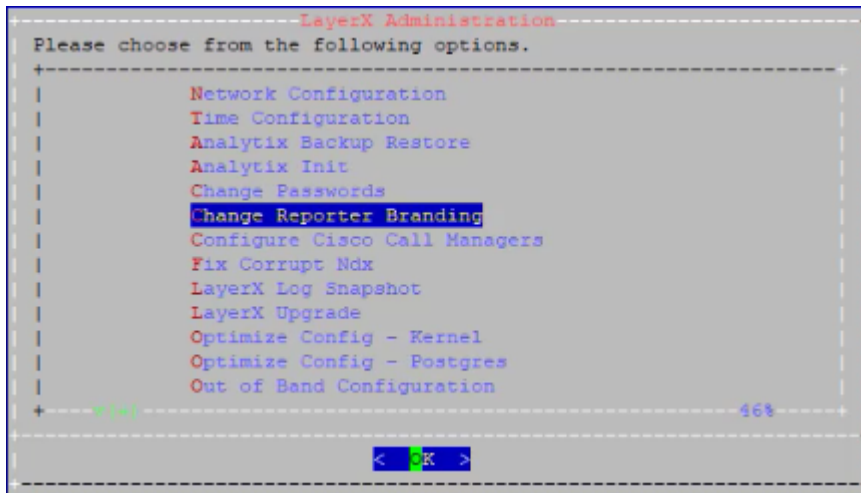 LayerX Administration
Please choose from the following options.
Network Configuration
Time Configuration
Analytix Backup Restore
Analytix Init
Change Passwords
Change Reporter Branding
Configure Cisco Call Managers
Fix Corrupt Ndx
LayerX Log Snapshot
LayerX Upgrade
Optimize Config - Kernel
Optimize Config - Postgres
Out of Band Configuration
46%
< OK >